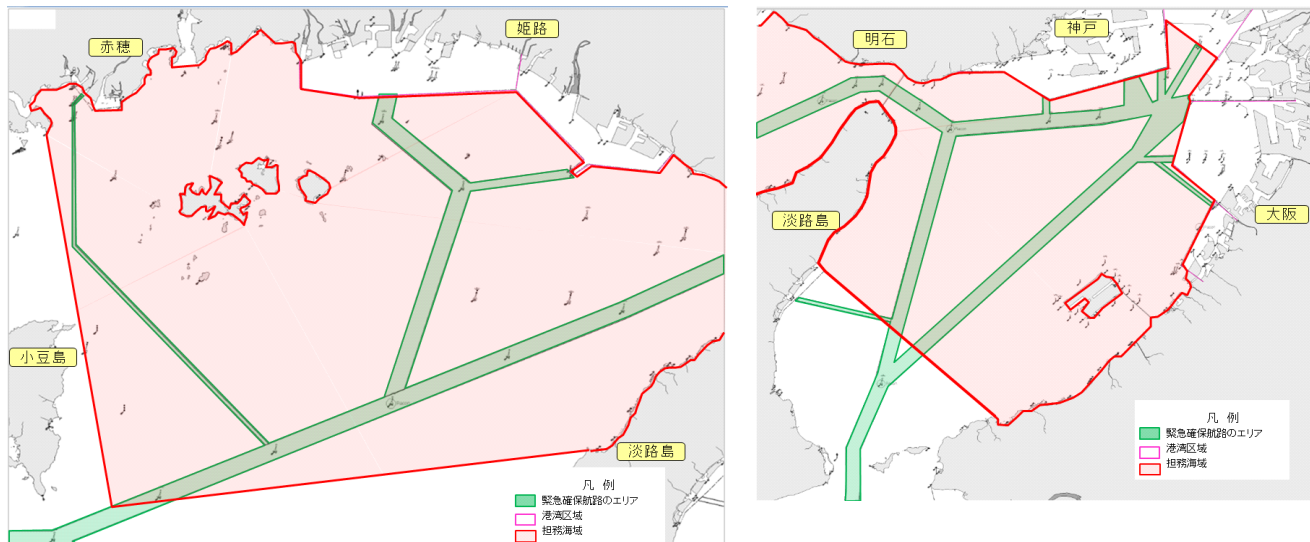 赤穂
姫路
小豆島
淡路島
凡 例
緊急確保航路のエリア
港湾区域
担務海域
明石
神戸
淡路島
大阪
凡 例
緊急確保航路のエリア
港湾区域
担務海域